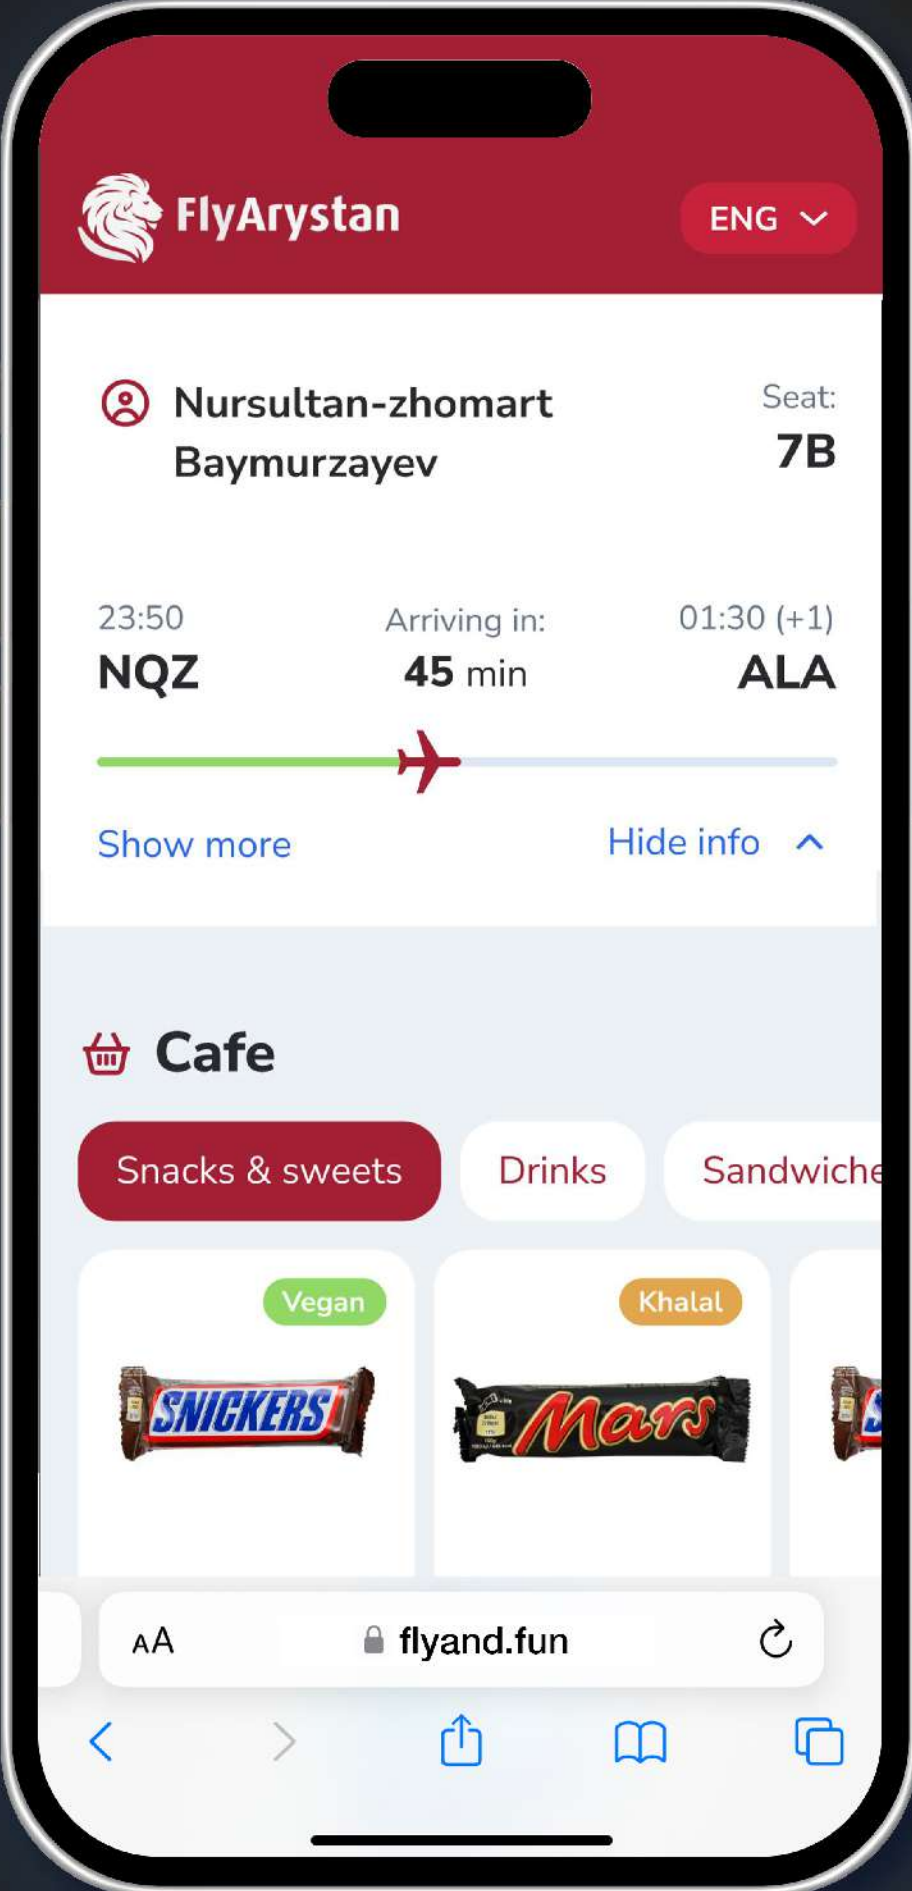 FlyArystan
ENG
Nursultan-zhomart
Baymurzayev
Seat:
7B
23:50
NQZ
Arriving in:
45 min
01:30 (+1)
ALA
Show more
Hide info
Cafe
Snacks & sweets
Drinks
Sandwiche
Vegan
SNICKERS
Khalal
Mars
AA
flyand.fun